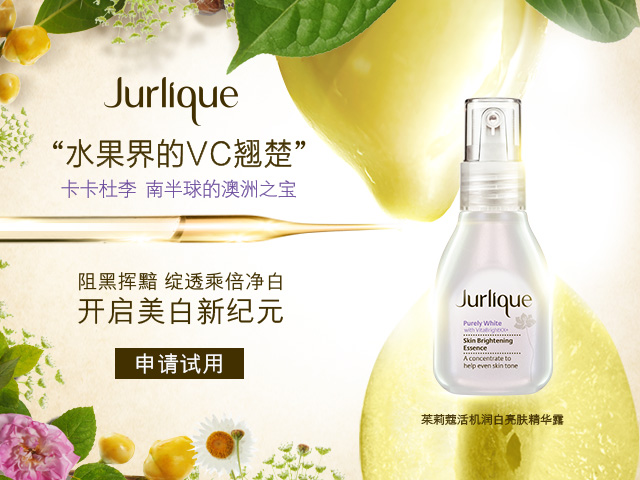 Jurlique
“水果界的VC翘楚”
卡卡杜李 南半球的澳洲之宝
阻黑挥黯 绽透乘倍净白
开启美白新纪元
申请试用
Jurlique
Purely White
with VitaBrightKX+
Skin Brightening
Essence
A concentrate to
help even skin tone
茱莉蔻活机润白亮肤精华露